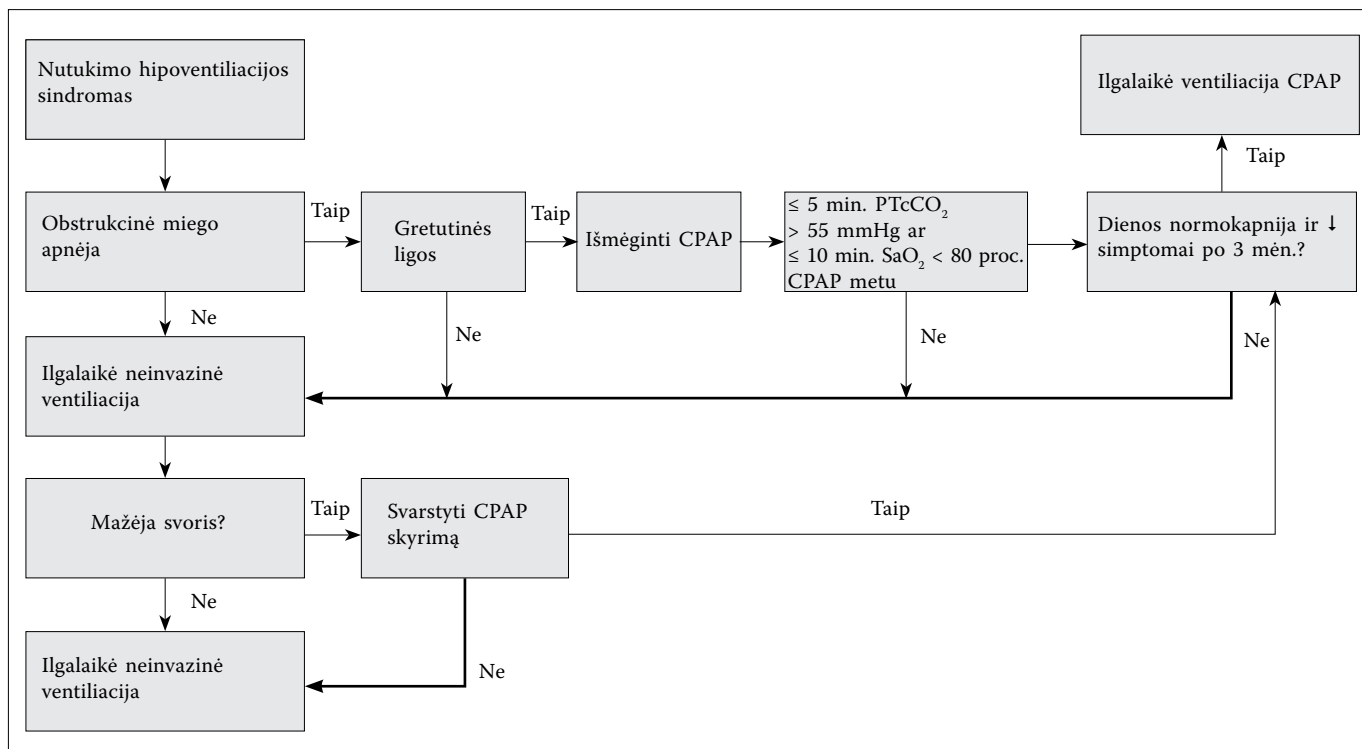 Nutukimo hipoventiliacijos
sindromas
Ilgalaikė ventiliacija CPAP
Taip
Obstrukcinė miego
apnėja
Taip
Gretutinės
ligos
Taip
Išmėginti CPAP
≤ 5 min. PTcCO₂
> 55 mmHg ar
≤ 10 min. SaO₂ < 80 proc.
CPAP metu
Dienos normokapnija ir ↓
simptomai po 3 mėn.?
Ne
Ne
Ne
Ne
Ilgalaikė neinvazinė
ventiliacija
Mažėja svoris?
Taip
Svarstyti CPAP
skyrimą
Taip
Ne
Ne
Ilgalaikė neinvazinė
ventiliacija